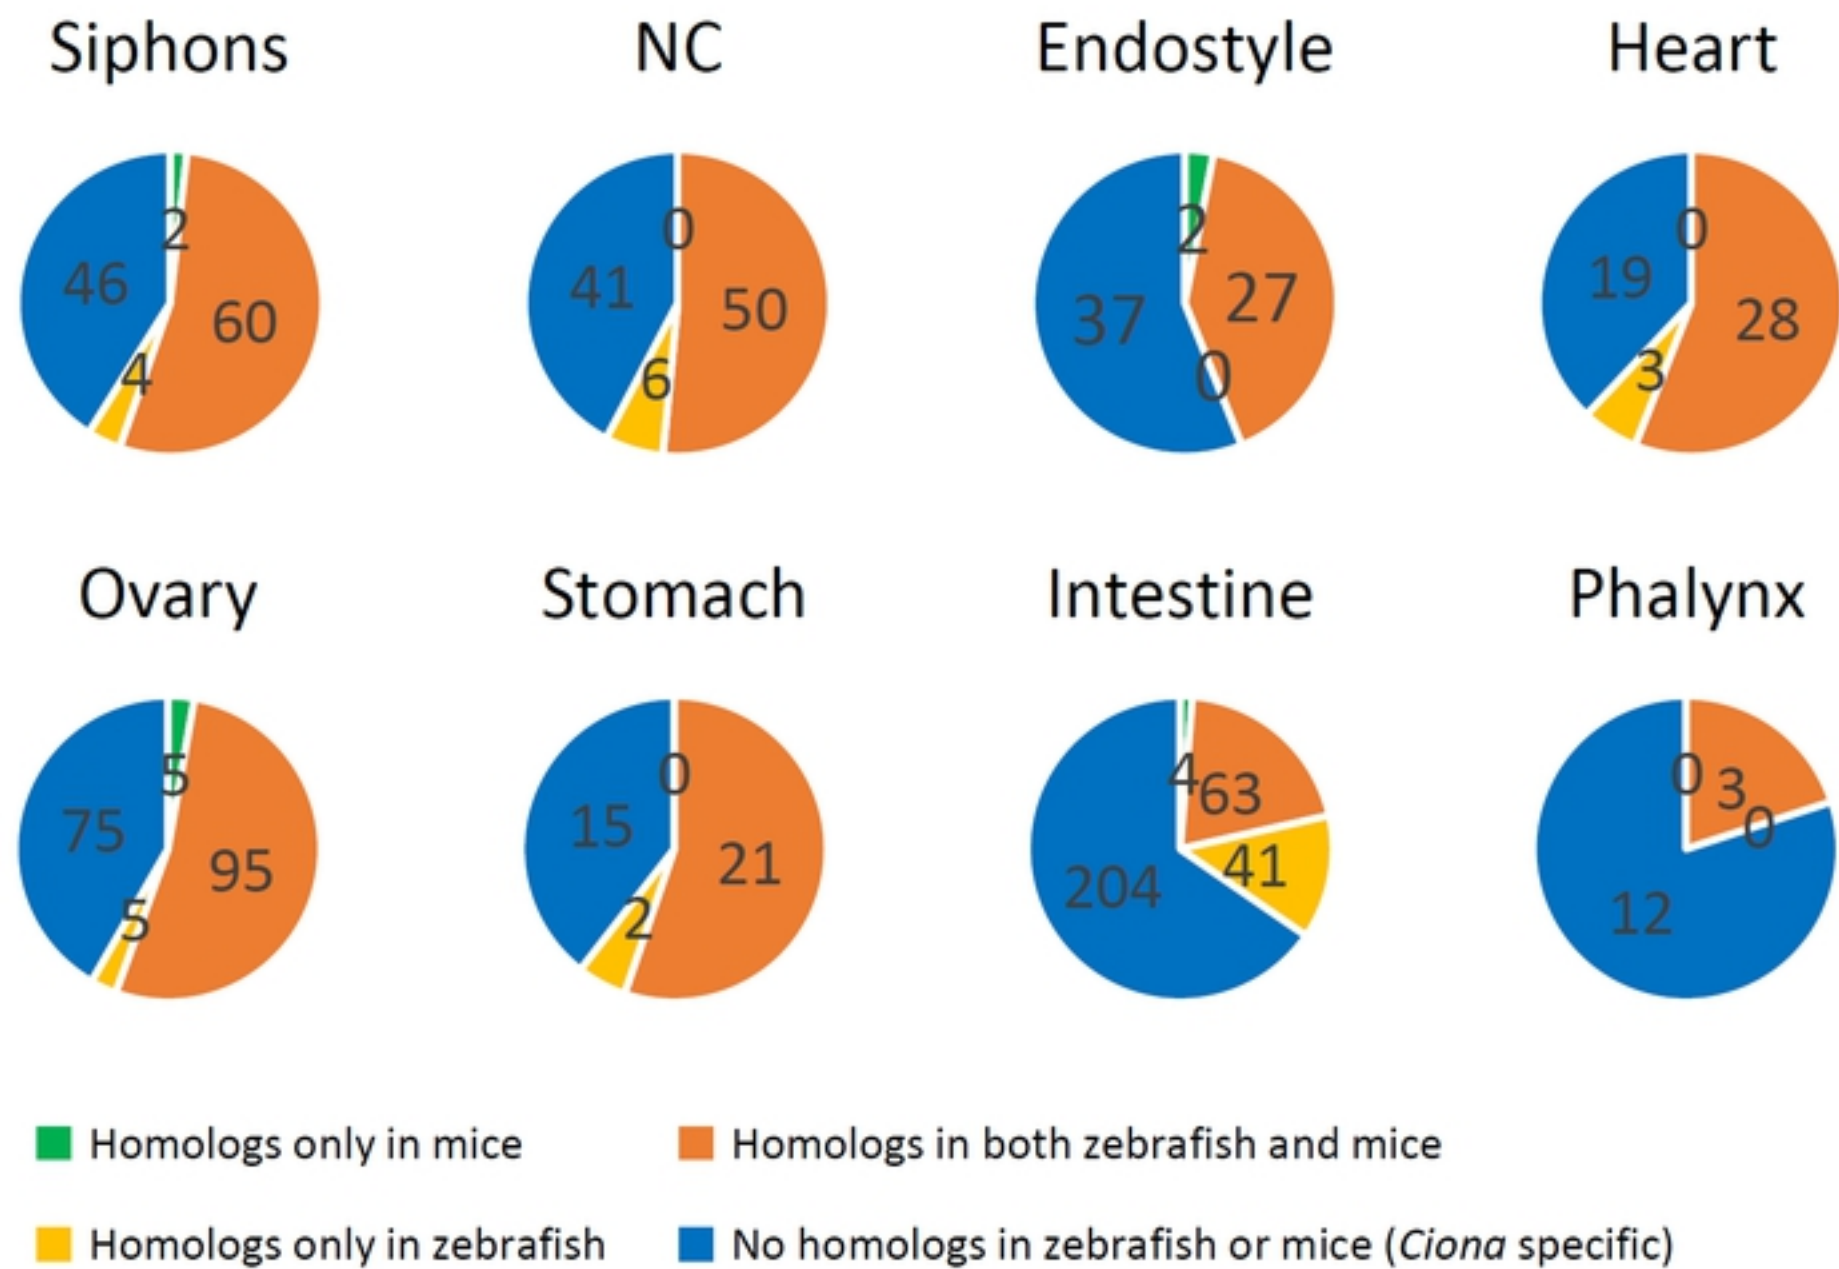 Siphons NC Endostyle Heart
2 0 2 0
46 60 41 50 37 27 19 28
4 6 0 3
Ovary Stomach Intestine Phalynx
5 0 4 63 0 3
75 95 15 21 204 41 0
5 2 12
Homologs only in mice Homologs in both zebrafish and mice
Homologs only in zebrafish No homologs in zebrafish or mice (Ciona specific)